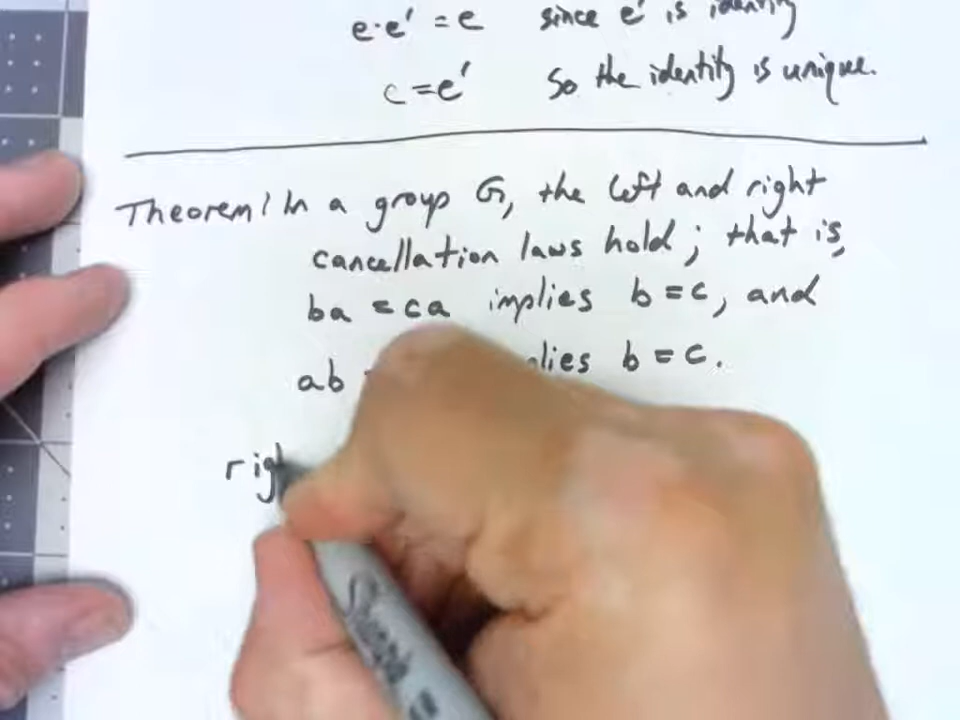 e·e' = e since e' is identity
c = e' So the identity is unique.
Theorem: In a group G, the left and right
cancellation laws hold; that is,
ba = ca implies b = c, and
ab b = c.